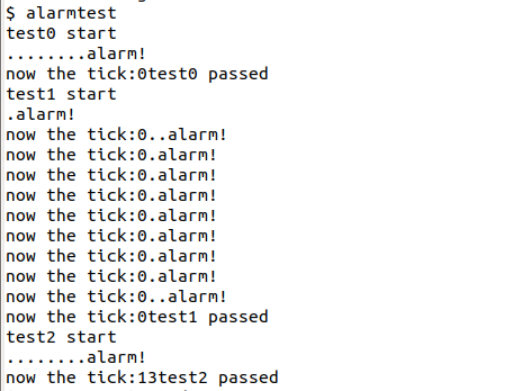 $ alarmtest
test0 start
........alarm!
now the tick:0test0 passed
test1 start
.alarm!
now the tick:0..alarm!
now the tick:0.alarm!
now the tick:0.alarm!
now the tick:0.alarm!
now the tick:0.alarm!
now the tick:0.alarm!
now the tick:0.alarm!
now the tick:0.alarm!
now the tick:0..alarm!
now the tick:0test1 passed
test2 start
........alarm!
now the tick:13test2 passed